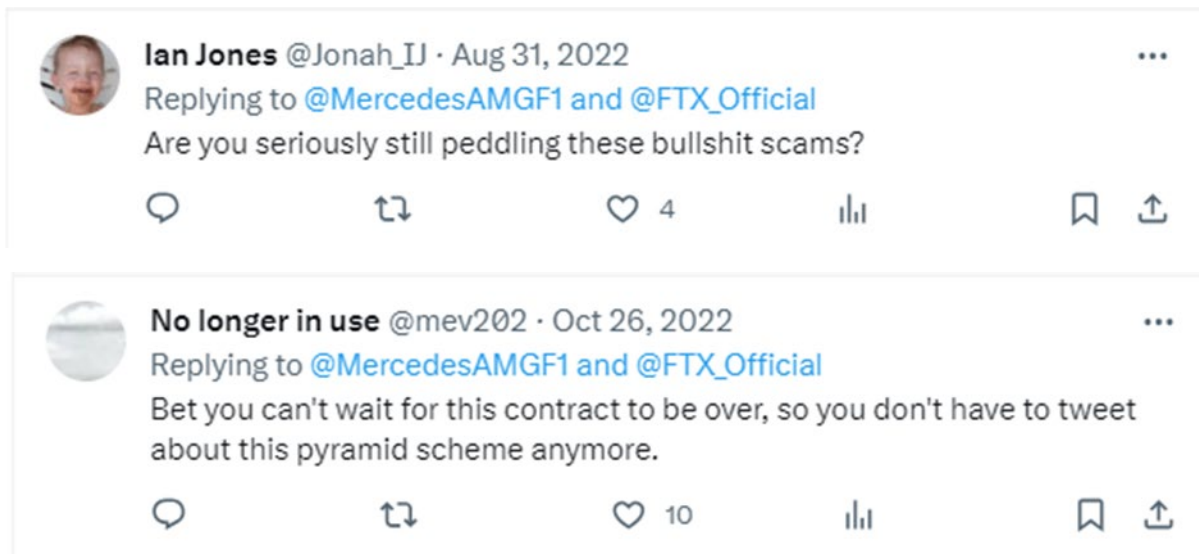 Ian Jones @Jonah_IJ · Aug 31, 2022
Replying to @MercedesAMGF1 and @FTX_Official
Are you seriously still peddling these bullshit scams?
4
No longer in use @mev202 · Oct 26, 2022
Replying to @MercedesAMGF1 and @FTX_Official
Bet you can't wait for this contract to be over, so you don't have to tweet
about this pyramid scheme anymore.
10